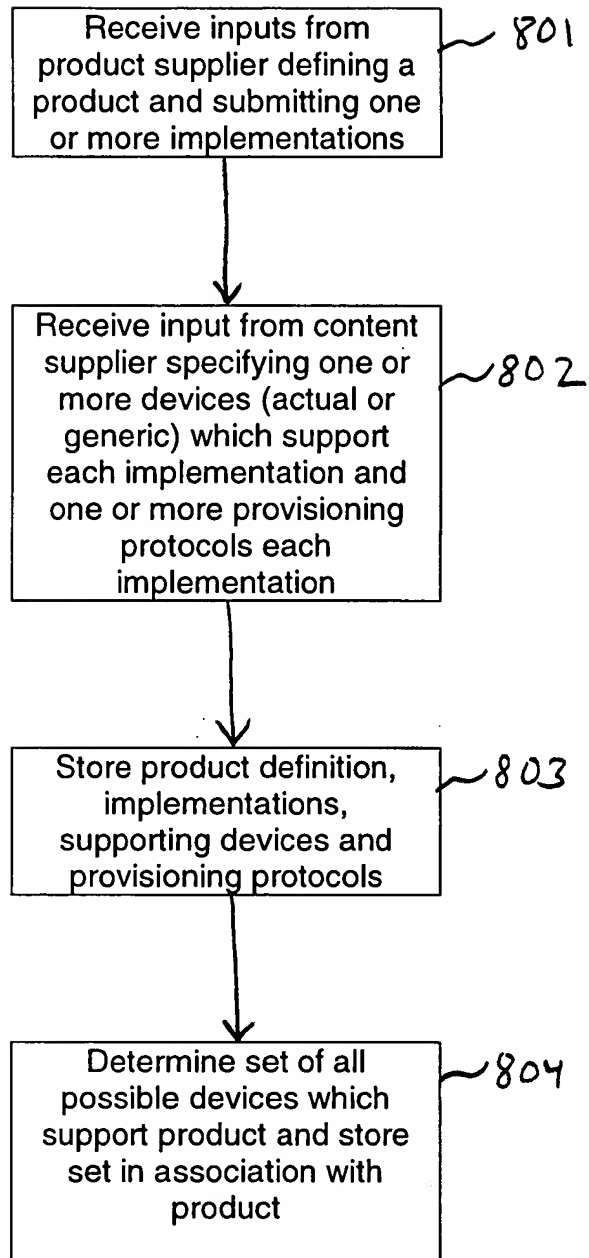 Receive inputs from
product supplier defining a
product and submitting one
or more implementations
801
Receive input from content
supplier specifying one or
more devices (actual or
generic) which support
each implementation and
one or more provisioning
protocols each
implementation
802
Store product definition,
implementations,
supporting devices and
provisioning protocols
803
Determine set of all
possible devices which
support product and store
set in association with
product
804